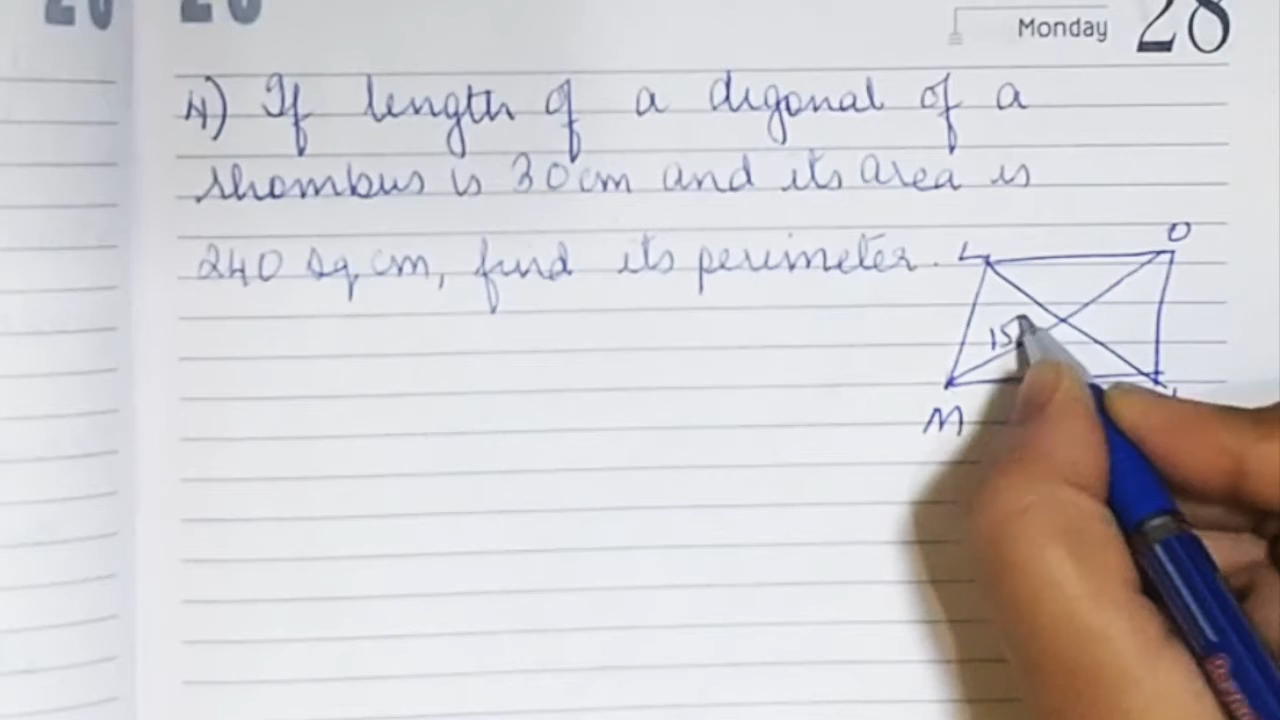 Monday 28
4) If length of a digonal of a
rhombus is 30cm and its area is
240 sq cm, find its perimeter.
L
O
15
M